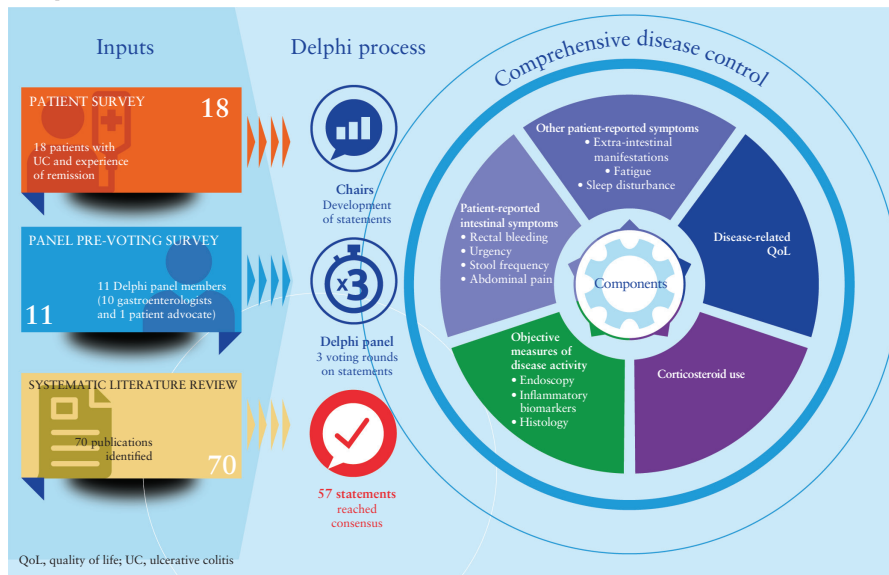 Inputs
PATIENT SURVEY
18
18 patients with
UC and experience
of remission
PANEL PRE-VOTING SURVEY
11 Delphi panel members
(10 gastroenterologists
and 1 patient advocate)
11
SYSTEMATIC LITERATURE REVIEW
70 publications
identified
70
Delphi process
Chairs
Development
of statements
x3
Delphi panel
3 voting rounds
on statements
57 statements
reached
consensus
Comprehensive disease control
Other patient-reported symptoms
• Extra-intestinal
manifestations
• Fatigue
• Sleep disturbance
Patient-reported
intestinal symptoms
• Rectal bleeding
• Urgency
• Stool frequency
• Abdominal pain
Disease-related
QoL
Components
Objective
measures of
disease activity
• Endoscopy
• Inflammatory
biomarkers
• Histology
Corticosteroid use
QoL, quality of life; UC, ulcerative colitis